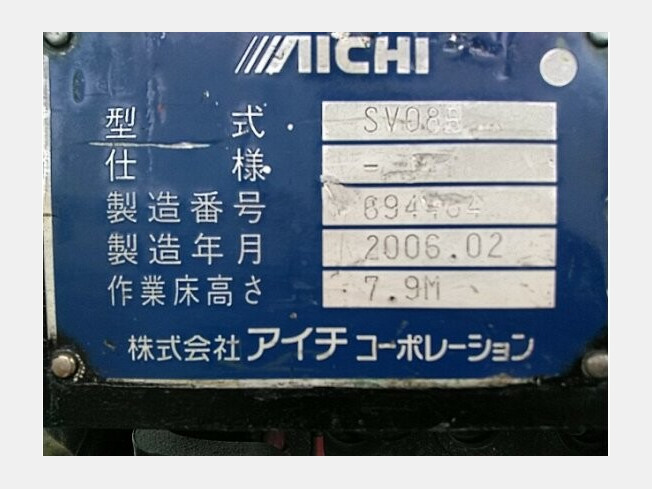 AICHI
型式
仕様 -
製造番号
製造年月 2006.02
作業床高さ 7.9M
株式会社アイチコーポレーション